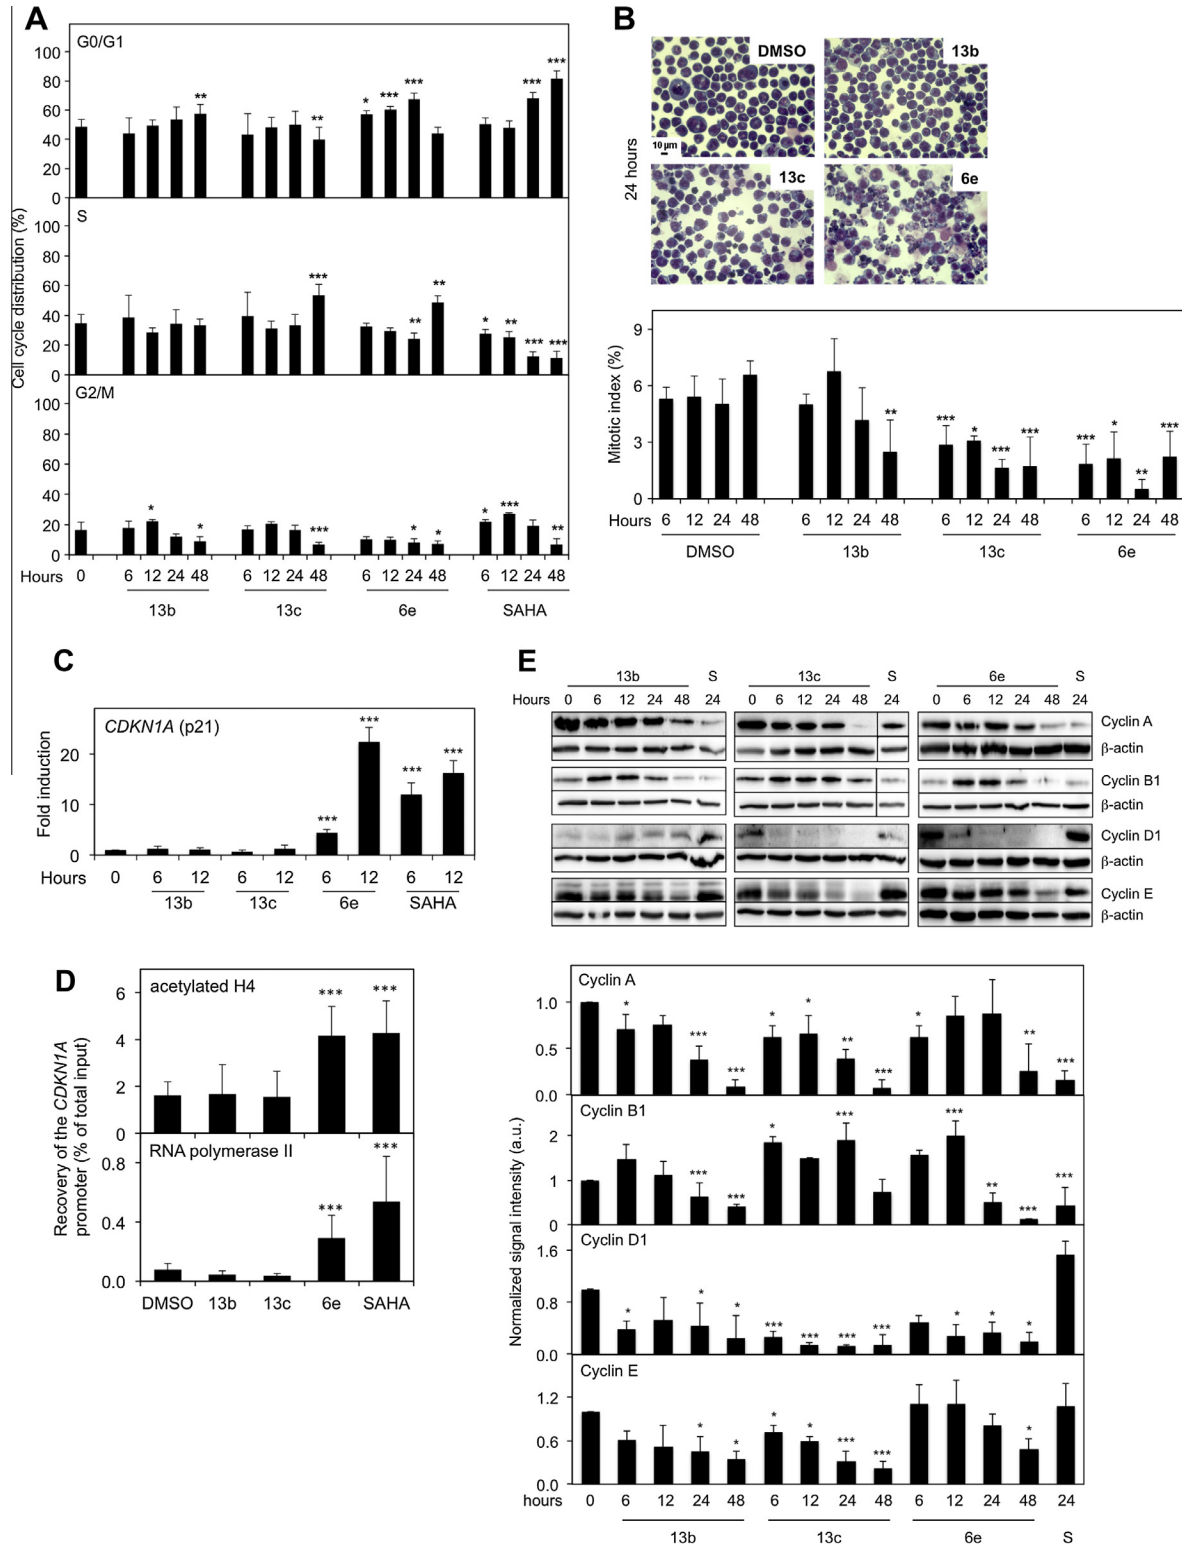 A
G0/G1
100
80
60
40
20
0
* *** *** ** ** *** ***
S
100
80
60
40
20
0
*** ** ** * ** *** ***
G2/M
100
80
60
40
20
0
* * *** * * * *** **
Cell cycle distribution (%)
Hours 0 6 12 24 48 6 12 24 48 6 12 24 48 6 12 24 48
13b 13c 6e SAHA
B
24 hours
DMSO
13b
10 µm
13c
6e
Mitotic index (%)
9
6
3
0
** *** * *** *** *** * ** ***
Hours 6 12 24 48 6 12 24 48 6 12 24 48 6 12 24 48
DMSO 13b 13c 6e
C
CDKN1A (p21)
Fold induction
20
10
0
*** *** *** ***
Hours 0 6 12 6 12 6 12 6 12
13b 13c 6e SAHA
D
acetylated H4
6
4
2
0
*** ***
RNA polymerase II
0.8
0.4
0.0
*** ***
Recovery of the CDKN1A
promoter (% of total input)
DMSO 13b 13c 6e SAHA
E
13b S 13c S 6e S
Hours 0 6 12 24 48 24 0 6 12 24 48 24 0 6 12 24 48 24
Cyclin A
β-actin
Cyclin B1
β-actin
Cyclin D1
β-actin
Cyclin E
β-actin
Normalized signal intensity (a.u.)
Cyclin A
1.0
0.5
0.0
* *** *** * * ** *** * ** ***
Cyclin B1
2
1
0
*** *** * *** *** ** *** ***
Cyclin D1
1.6
0.8
0.0
* * * *** *** *** *** * * *
Cyclin E
1.2
0.6
0.0
* * * * *** *** *
hours 0 6 12 24 48 6 12 24 48 6 12 24 48 24
13b 13c 6e S